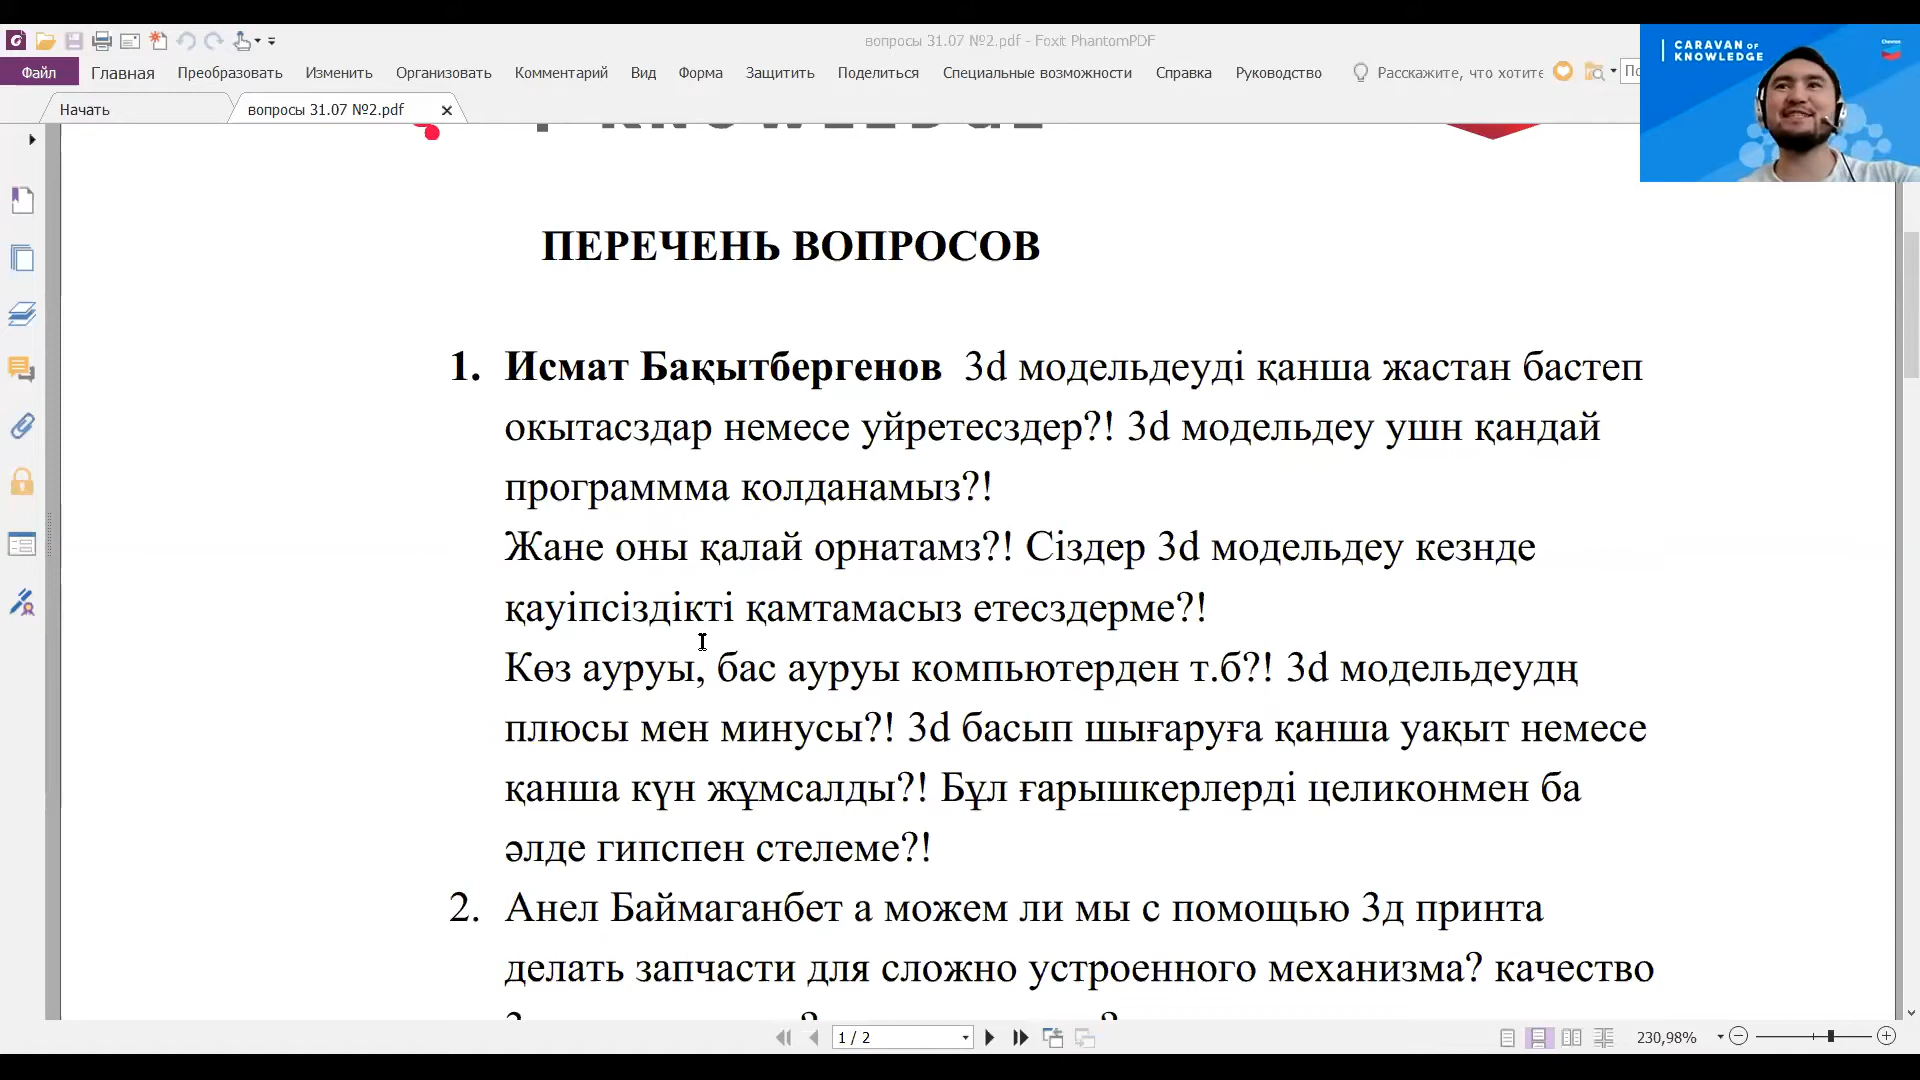 вопросы 31.07 №2.pdf - Foxit PhantomPDF
Файл Главная Преобразовать Изменить Организовать Комментарий Вид Форма Защитить Поделиться Специальные возможности Справка Руководство Расскажите, что хотите
CARAVAN OF
KNOWLEDGE
Chevron
Начать вопросы 31.07 №2.pdf
KNOWLEDGE
ПЕРЕЧЕНЬ ВОПРОСОВ
1. Исмат Бақытбергенов 3d модельдеуді қанша жастан бастеп
окытасздар немесе уйретесздер?! 3d модельдеу ушн қандай
программма колданамыз?!
Жане оны қалай орнатамз?! Сіздер 3d модельдеу кезнде
қауіпсіздікті қамтамасыз етесздерме?!
Көз ауруы, бас ауруы компьютерден т.б?! 3d модельдеудң
плюсы мен минусы?! 3d басып шығаруға қанша уақыт немесе
қанша күн жұмсалды?! Бұл ғарышкерлерді целиконмен ба
әлде гипспен стелеме?!
2. Анел Баймаганбет а можем ли мы с помощью 3д принта
делать запчасти для сложно устроенного механизма? качество
1 / 2
230,98%